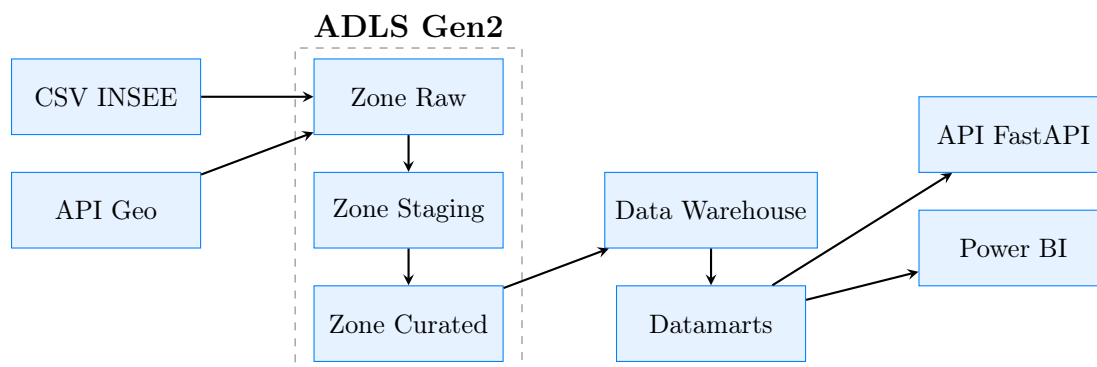 ADLS Gen2
CSV INSEE
Zone Raw
API Geo
Zone Staging
Zone Curated
Data Warehouse
Datamarts
API FastAPI
Power BI